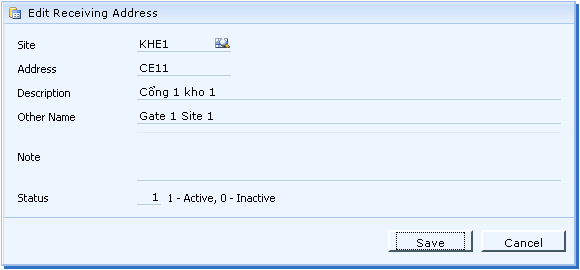 Edit Receiving Address
Site KHE1
Address CE11
Description Cổng 1 kho 1
Other Name Gate 1 Site 1
Note
Status 1 1 - Active, 0 - Inactive
Save Cancel